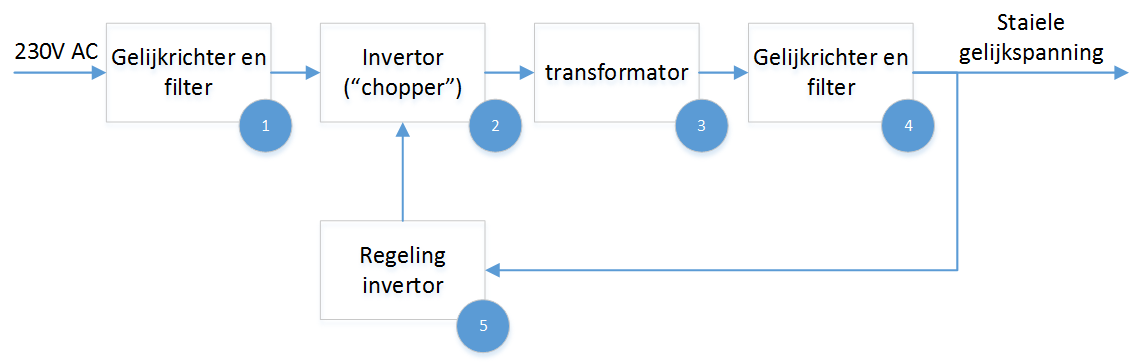 230V AC
Gelijkrichter en
filter
1
Invertor
(“chopper”)
2
transformator
3
Gelijkrichter en
filter
4
Staiele
gelijkspanning
Regeling
invertor
5